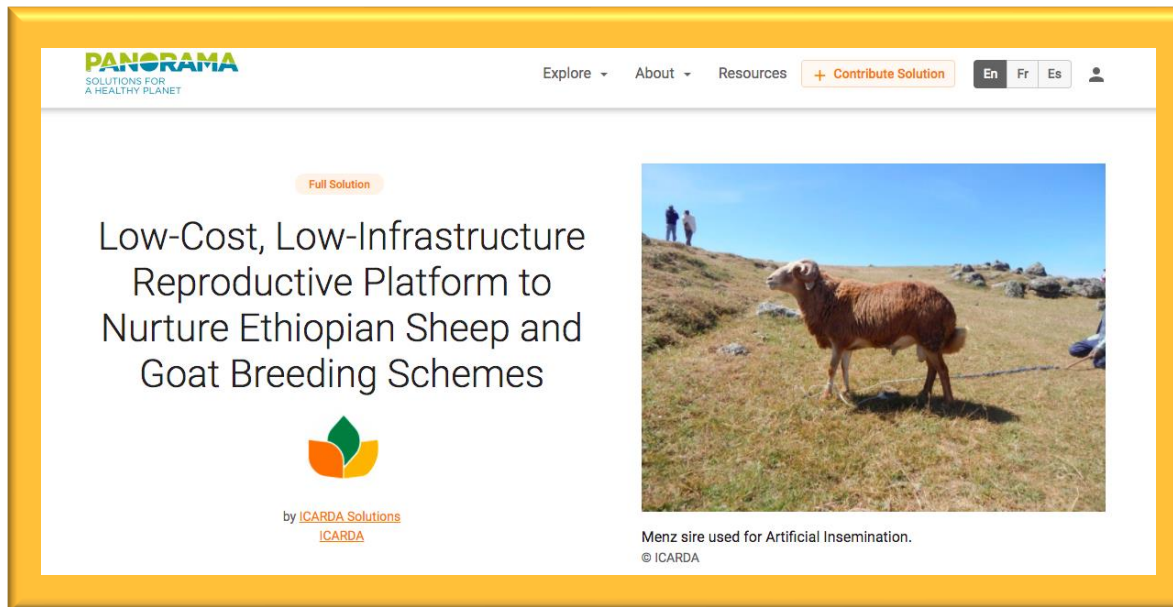 PANORAMA
SOLUTIONS FOR
A HEALTHY PLANET
Explore About Resources + Contribute Solution En Fr Es
Full Solution
Low-Cost, Low-Infrastructure
Reproductive Platform to
Nurture Ethiopian Sheep and
Goat Breeding Schemes
by ICARDA Solutions
ICARDA
Menz sire used for Artificial Insemination.
© ICARDA